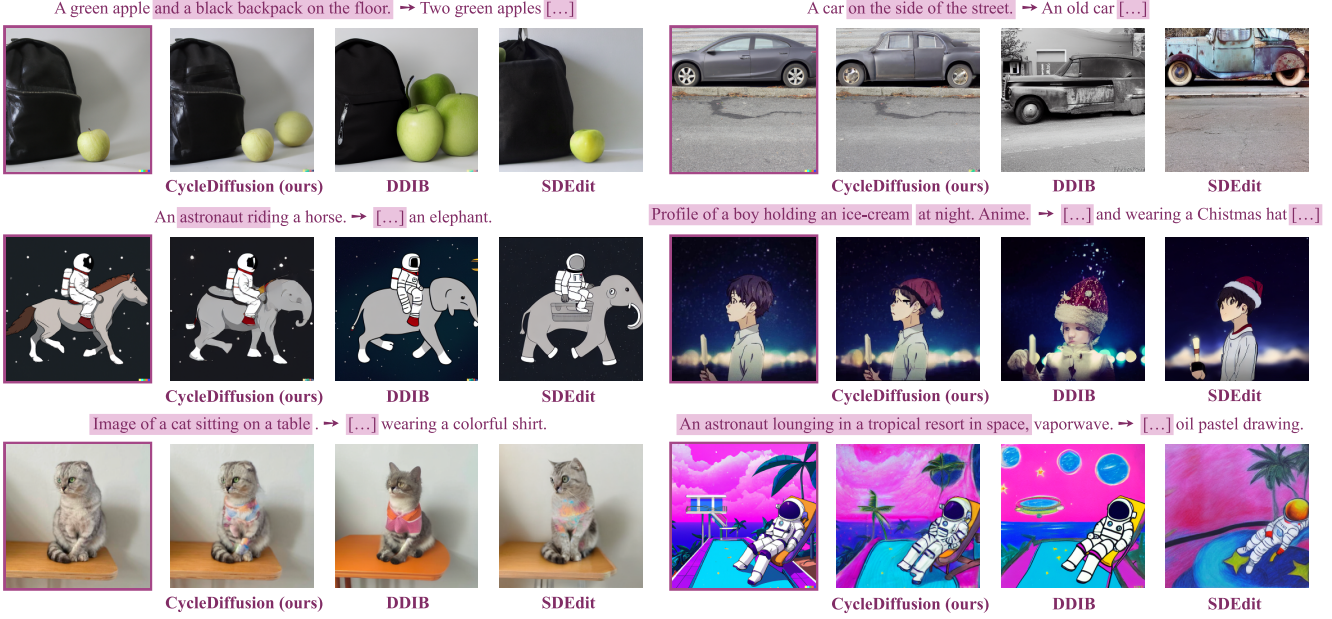 A green apple and a black backpack on the floor. → Two green apples […]
CycleDiffusion (ours) DDIB SDEdit
A car on the side of the street. → An old car […]
CycleDiffusion (ours) DDIB SDEdit
An astronaut riding a horse. → […] an elephant.
CycleDiffusion (ours) DDIB SDEdit
Profile of a boy holding an ice-cream at night. Anime. → […] and wearing a Chistmas hat […]
CycleDiffusion (ours) DDIB SDEdit
Image of a cat sitting on a table . → […] wearing a colorful shirt.
CycleDiffusion (ours) DDIB SDEdit
An astronaut lounging in a tropical resort in space, vaporwave. → […] oil pastel drawing.
CycleDiffusion (ours) DDIB SDEdit